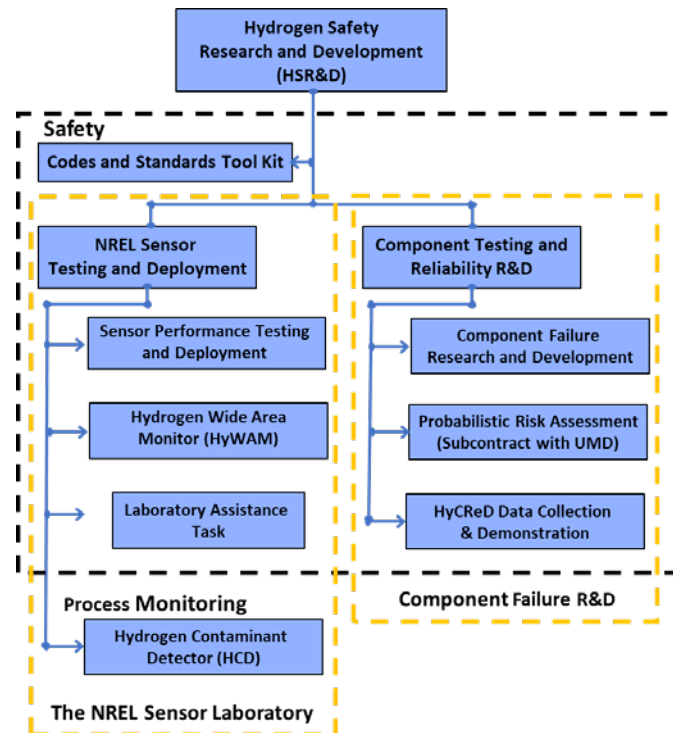 Hydrogen Safety
Research and Development
(HSR&D)
Safety
Codes and Standards Tool Kit
NREL Sensor
Testing and Deployment
Component Testing and
Reliability R&D
Sensor Performance Testing
and Deployment
Component Failure
Research and Development
Hydrogen Wide Area
Monitor (HyWAM)
Probabilistic Risk Assessment
(Subcontract with UMD)
Laboratory Assistance
Task
HyCReD Data Collection
& Demonstration
Process Monitoring
Component Failure R&D
Hydrogen Contaminant
Detector (HCD)
The NREL Sensor Laboratory